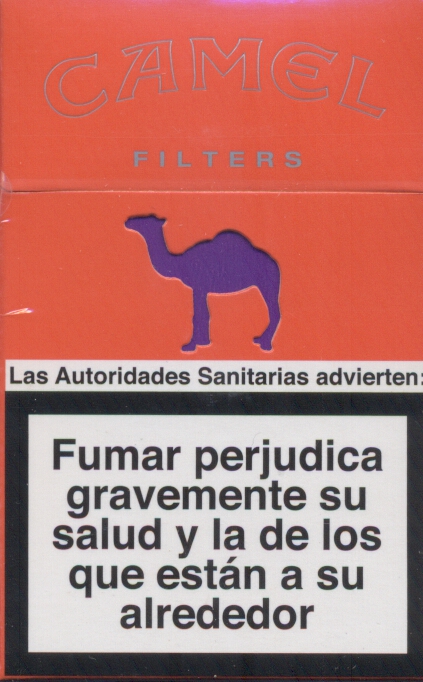 CAMEL
FILTERS
Las Autoridades Sanitarias advierten:
Fumar perjudica
gravemente su
salud y la de los
que están a su
alrededor